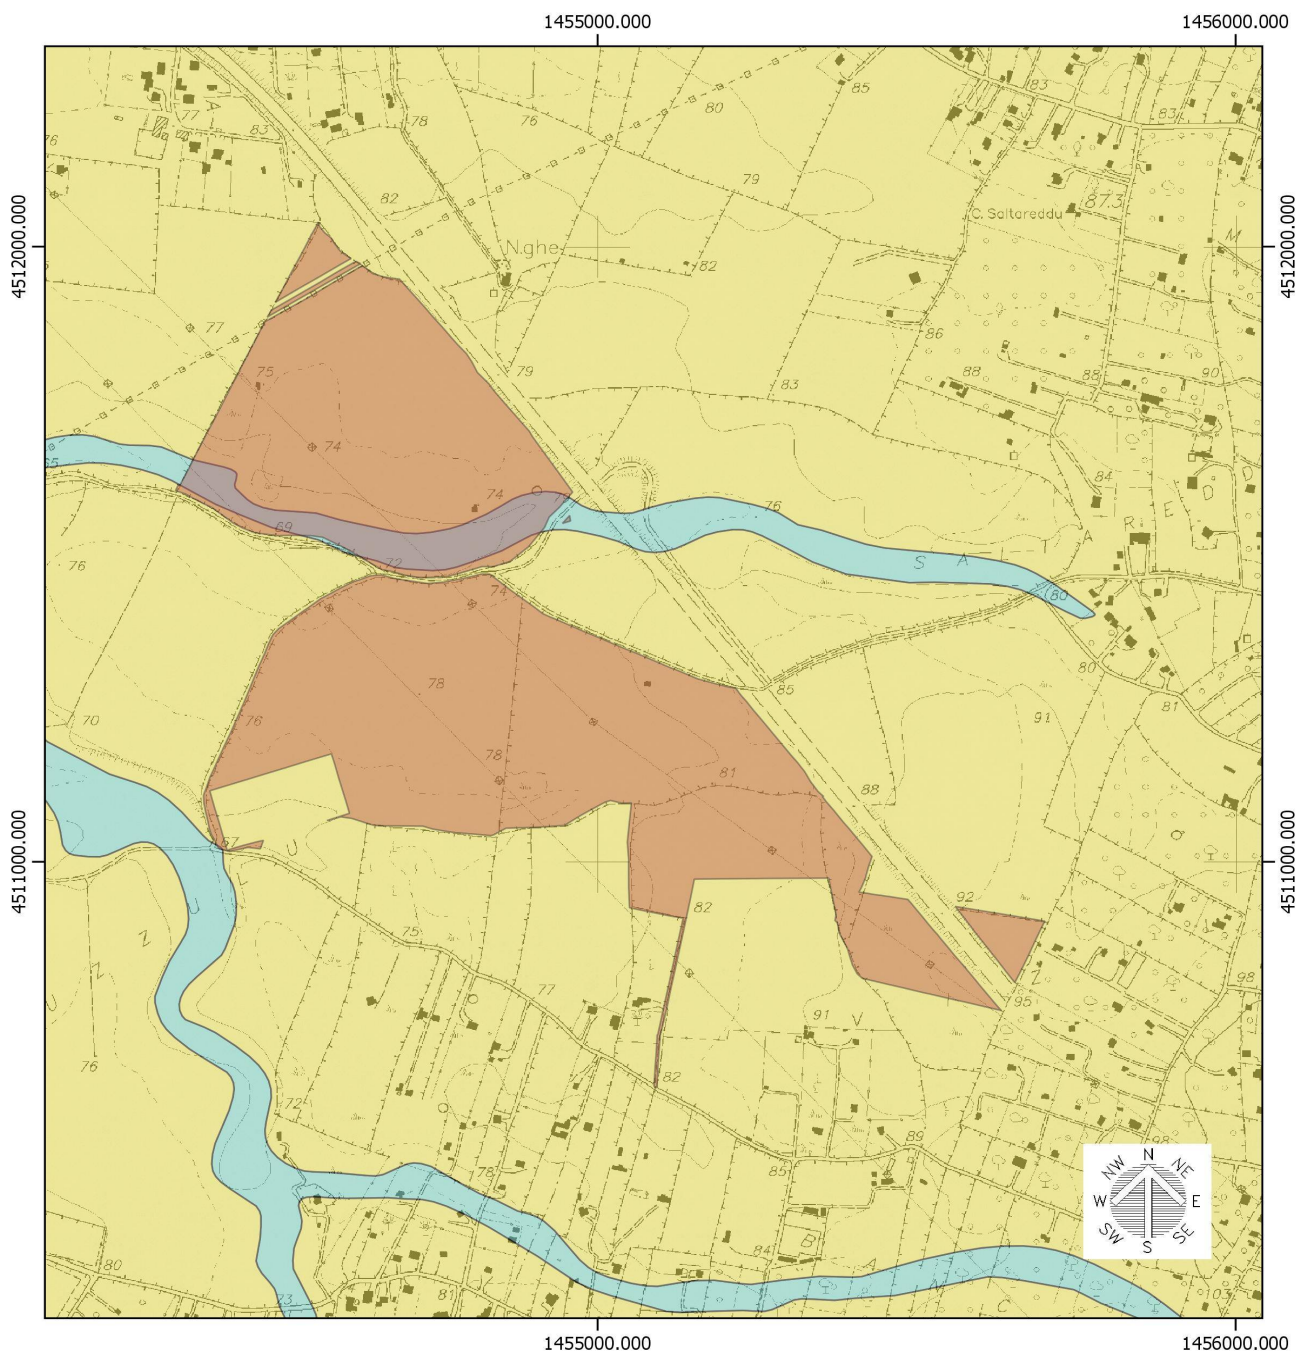 1455000.000 1456000.000
85 83
80
76 77 83 78 76 83
79
82 87.3
C. Saltareddu
M
4512000.000 N.ghe 4512000.000
82
77
86
75 79 83 88 88 90
74
84
65 74 76 D
69 E
R
A
I
72 S A
76 74 80
80
78 85
81
70 76 91
78
81
88
67 U
4511000.000 4511000.000
82 92
75
Z 98
Z 77 Z
U 95
91 V
76 82
72
89 98
78 85
N
NW NE
W E
SW SE
S
84 B
80
73 81 N 103
C
1455000.000 1456000.000